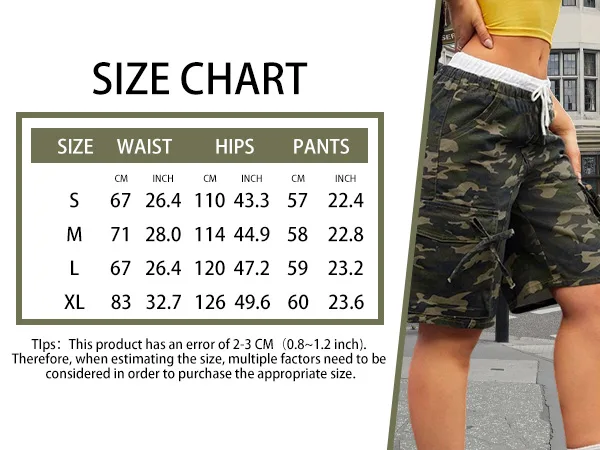 SIZE CHART
SIZE WAIST HIPS PANTS
CM INCH CM INCH CM INCH
S 67 26.4 110 43.3 57 22.4
M 71 28.0 114 44.9 58 22.8
L 67 26.4 120 47.2 59 23.2
XL 83 32.7 126 49.6 60 23.6
TIps: This product has an error of 2-3 CM (0.8~1.2 inch).
Therefore, when estimating the size, multiple factors need to be
considered in order to purchase the appropriate size.